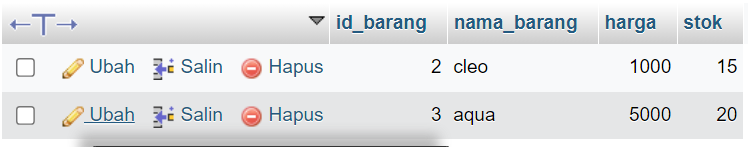 id_barang nama_barang harga stok
Ubah Salin Hapus 2 cleo 1000 15
Ubah Salin Hapus 3 aqua 5000 20